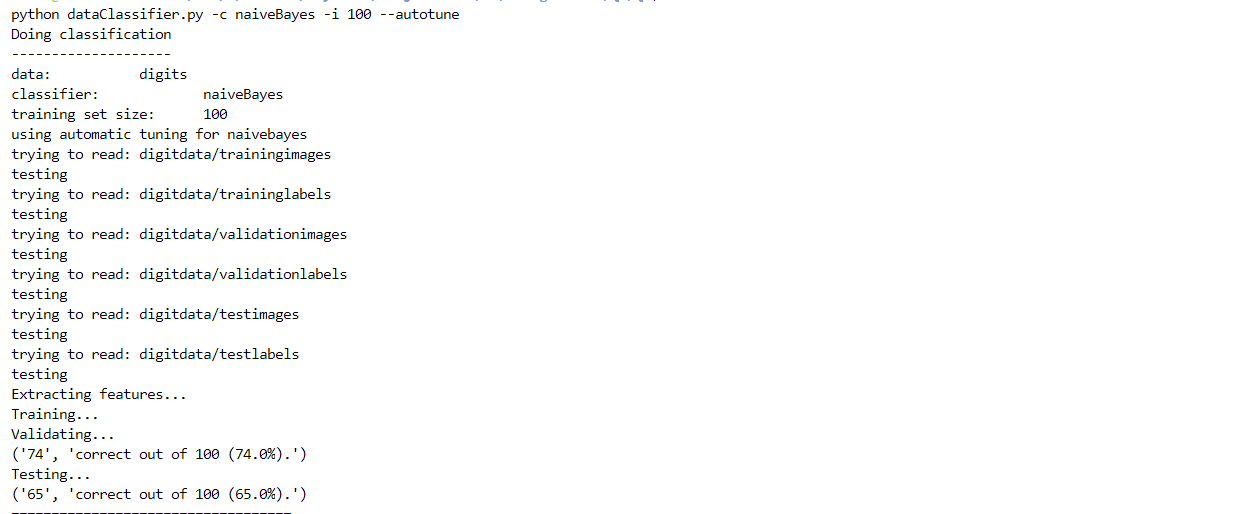 python dataClassifier.py -c naiveBayes -i 100 --autotune
Doing classification
--------------------
data: digits
classifier: naiveBayes
training set size: 100
using automatic tuning for naivebayes
trying to read: digitdata/trainingimages
testing
trying to read: digitdata/traininglabels
testing
trying to read: digitdata/validationimages
testing
trying to read: digitdata/validationlabels
testing
trying to read: digitdata/testimages
testing
trying to read: digitdata/testlabels
testing
Extracting features...
Training...
Validating...
('74', 'correct out of 100 (74.0%).')
Testing...
('65', 'correct out of 100 (65.0%).')
-----------------------------------